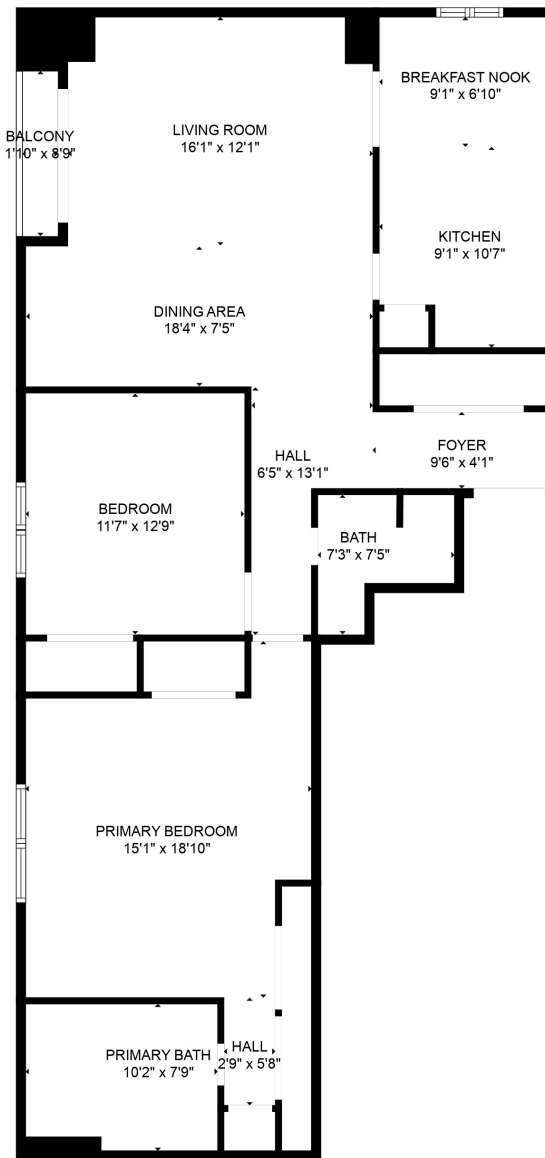 BREAKFAST NOOK
9'1" x 6'10"
LIVING ROOM
16'1" x 12'1"
BALCONY
1'10" x 8'9"
KITCHEN
9'1" x 10'7"
DINING AREA
18'4" x 7'5"
FOYER
9'6" x 4'1"
HALL
6'5" x 13'1"
BEDROOM
11'7" x 12'9"
BATH
7'3" x 7'5"
PRIMARY BEDROOM
15'1" x 18'10"
HALL
2'9" x 5'8"
PRIMARY BATH
10'2" x 7'9"